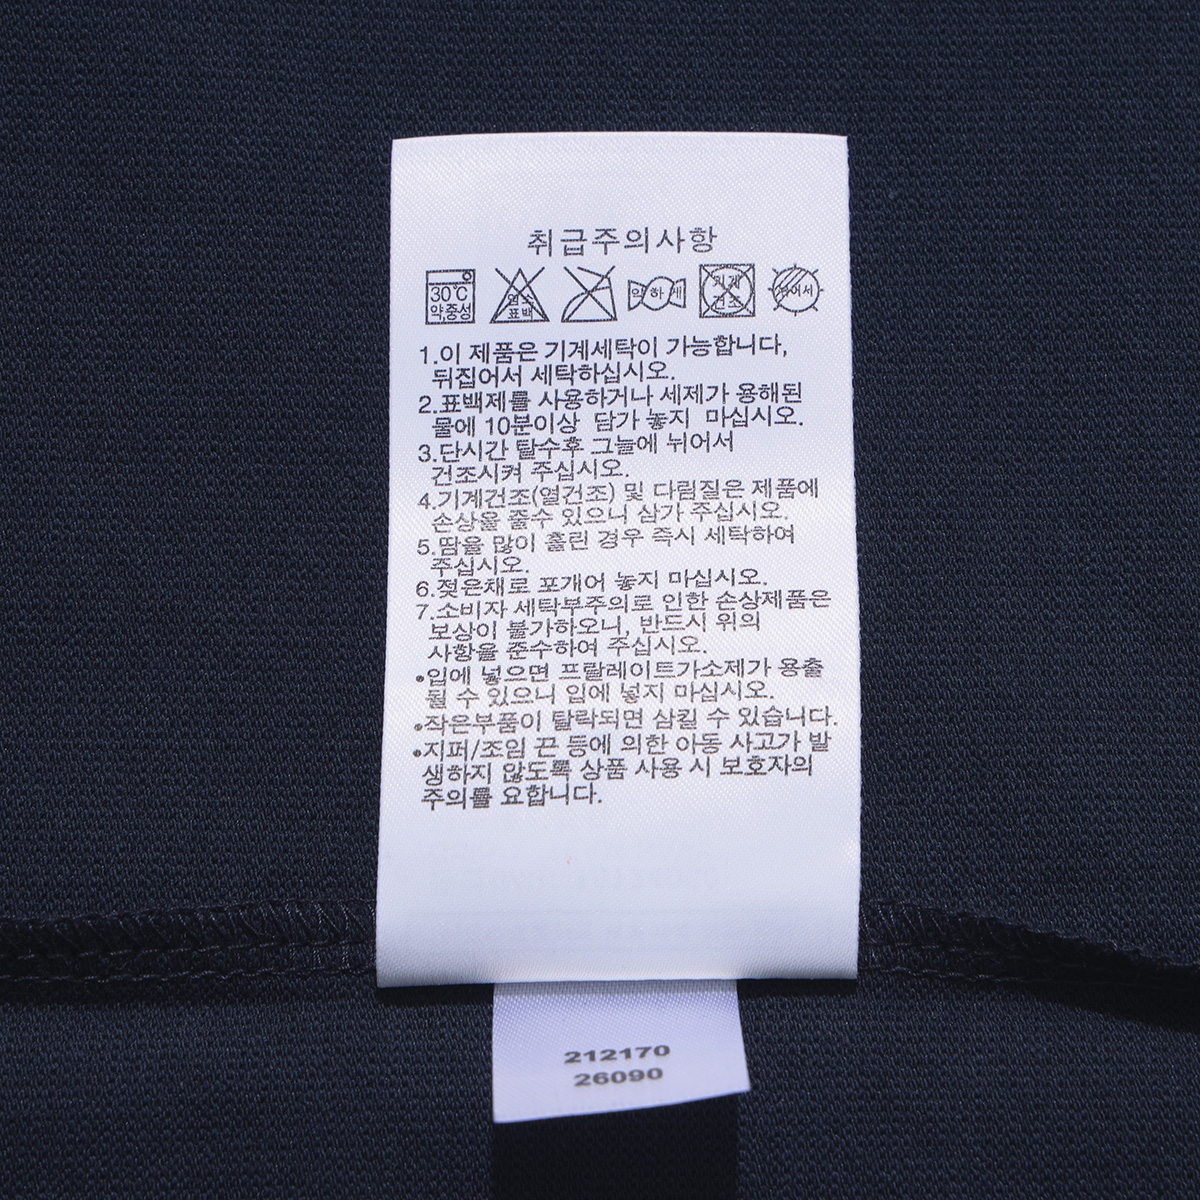 취급주의사항
30℃
약,중성
염소
표백
약하게
기계
건조
뉘어서
1.이 제품은 기계세탁이 가능합니다,
뒤집어서 세탁하십시오.
2.표백제를 사용하거나 세제가 용해된
물에 10분이상 담가 놓지 마십시오.
3.단시간 탈수후 그늘에 뉘어서
건조시켜 주십시오.
4.기계건조(열건조) 및 다림질은 제품에
손상을 줄수 있으니 삼가 주십시오.
5.땀을 많이 흘린 경우 즉시 세탁하여
주십시오.
6.젖은채로 포개어 놓지 마십시오.
7.소비자 세탁부주의로 인한 손상제품은
보상이 불가하오니, 반드시 위의
사항을 준수하여 주십시오.
•입에 넣으면 프탈레이트가소제가 용출
될 수 있으니 입에 넣지 마십시오.
•작은부품이 탈락되면 삼킬 수 있습니다.
•지퍼/조임 끈 등에 의한 아동 사고가 발
생하지 않도록 상품 사용 시 보호자의
주의를 요합니다.
212170
26090